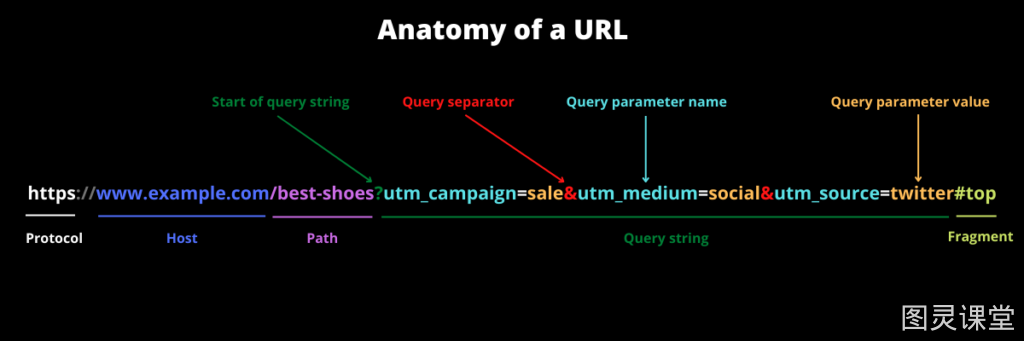 Anatomy of a URL
Start of query string Query separator Query parameter name Query parameter value
https://www.example.com/best-shoes?utm_campaign=sale&utm_medium=social&utm_source=twitter#top
Protocol Host Path Query string Fragment
图灵课堂